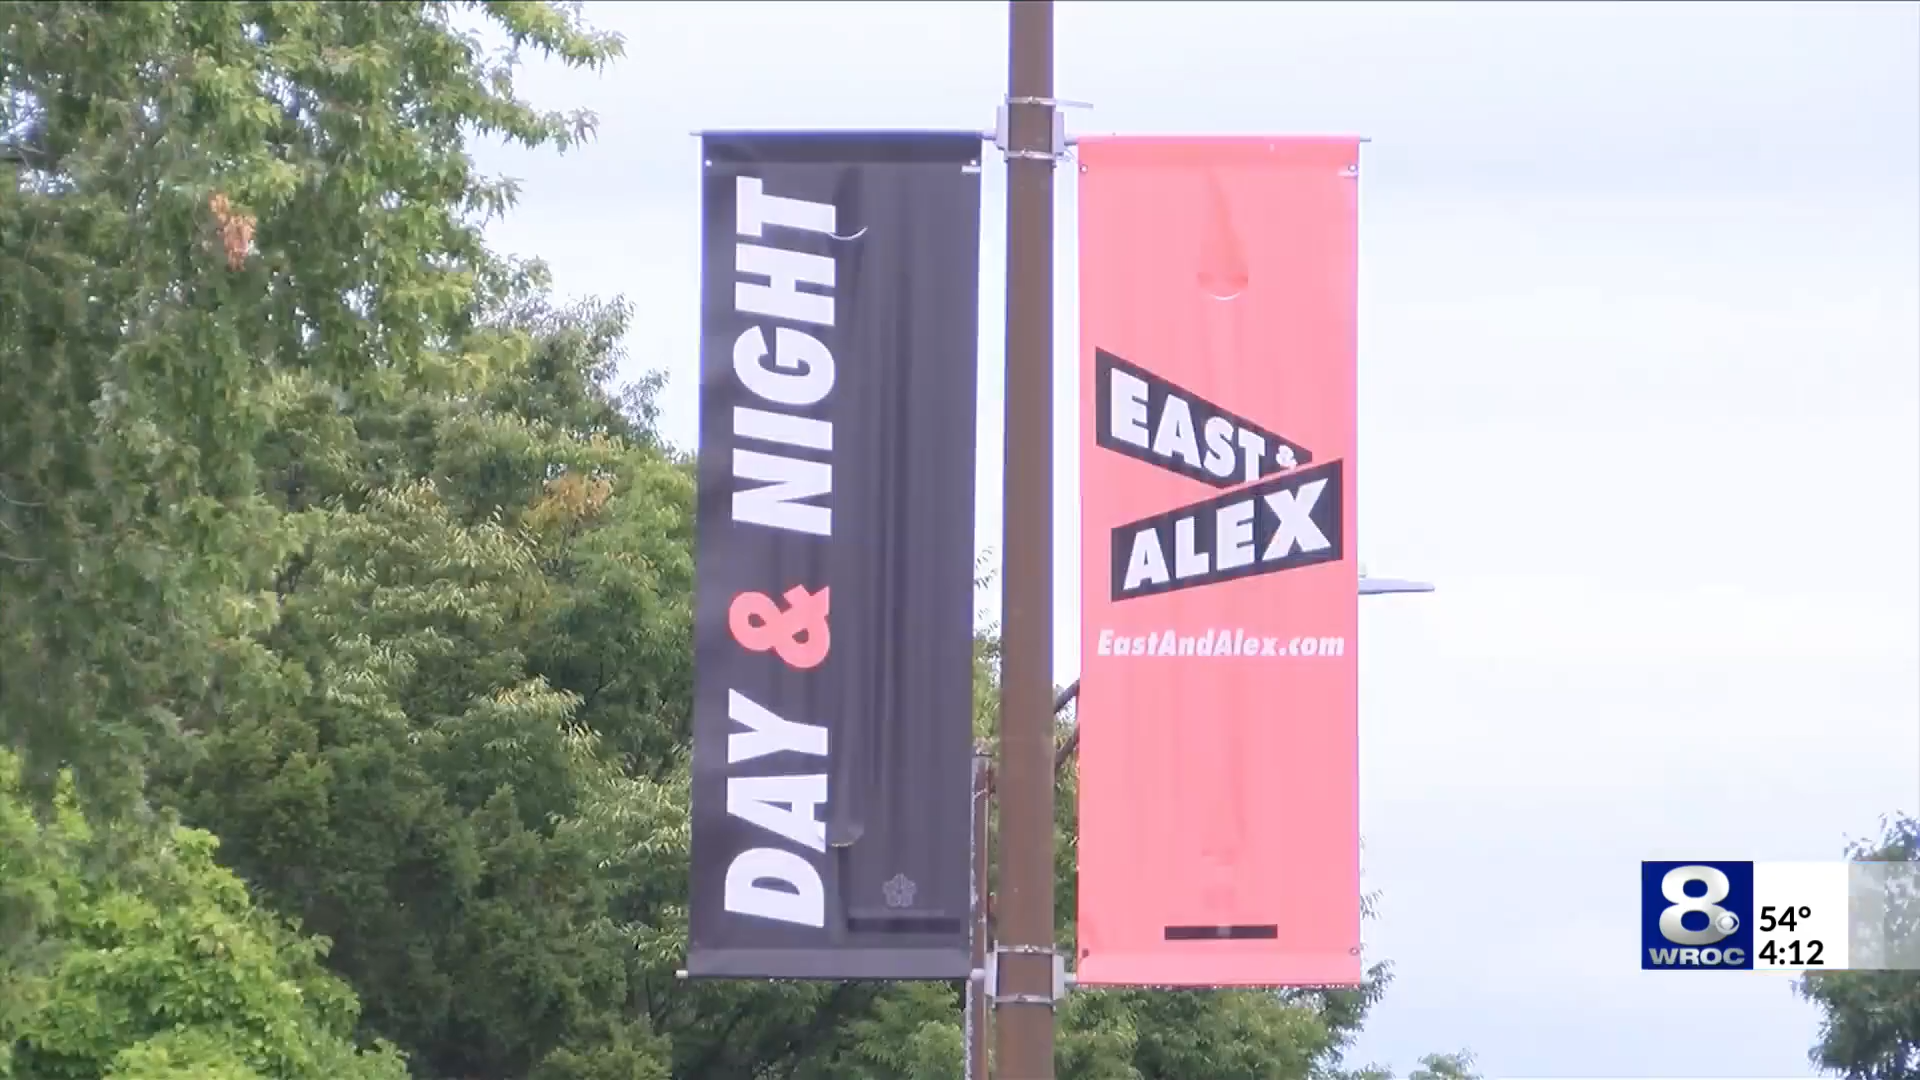 DAY & NIGHT
EAST &
ALEX
EastAndAlex.com
8
WROC
54°
4:12